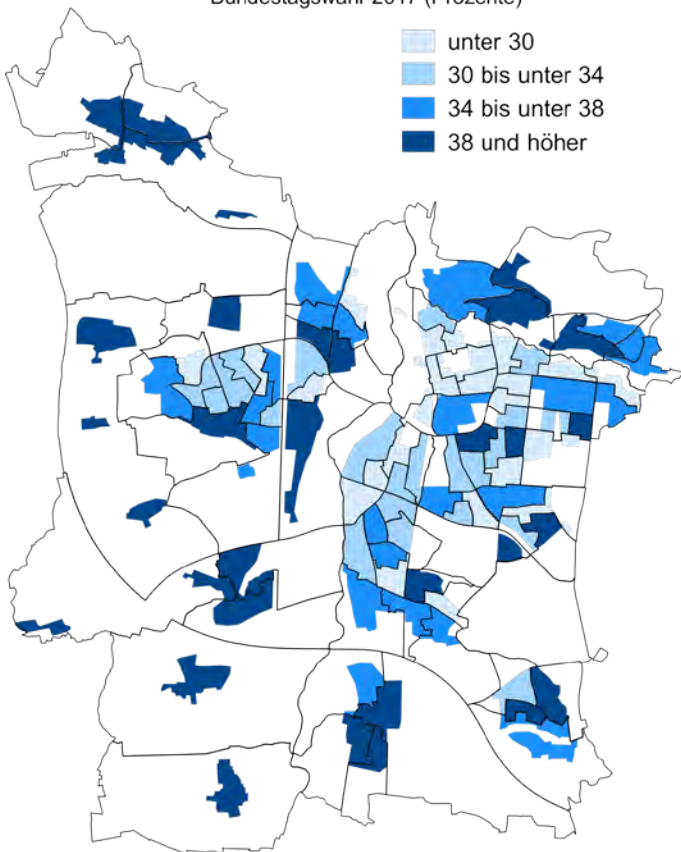 Bundestagswahl 2017 (Prozente)
unter 30
30 bis unter 34
34 bis unter 38
38 und höher